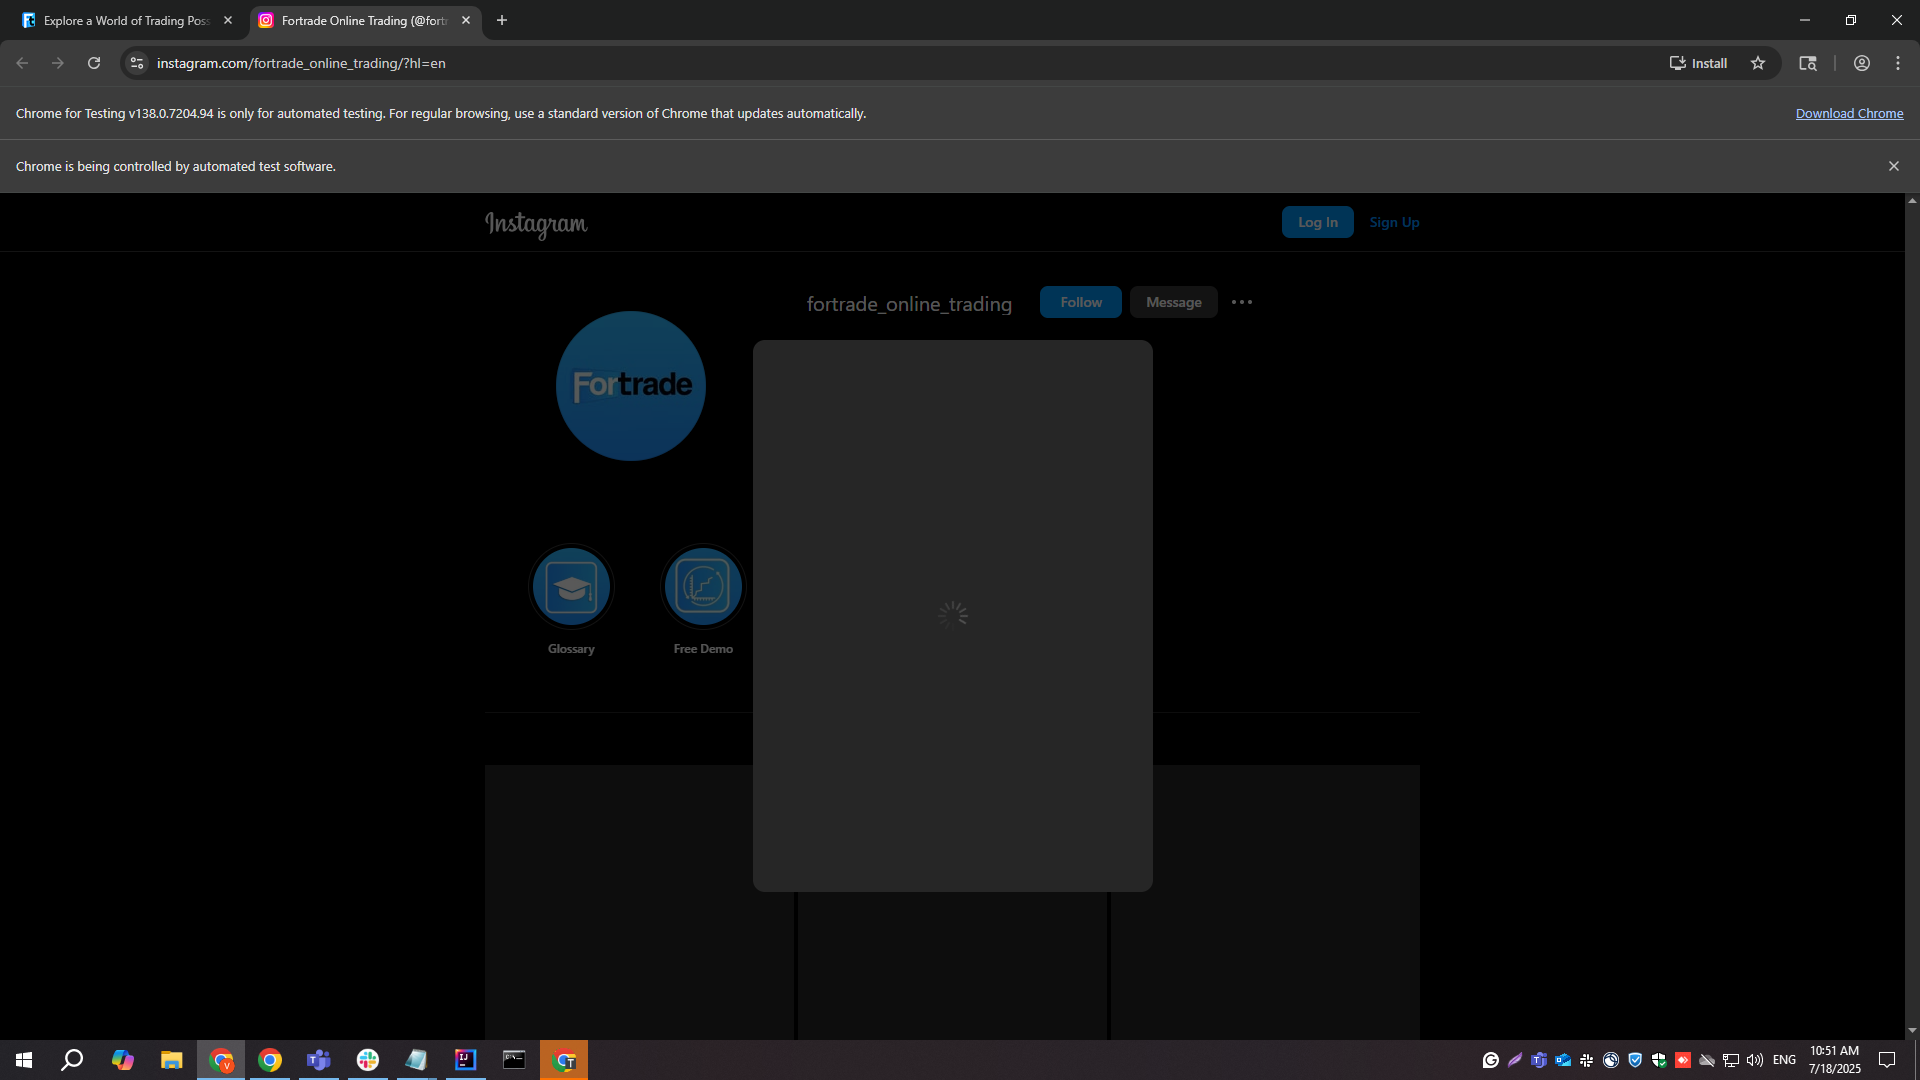 Explore a World of Trading Poss
Fortrade Online Trading (@fortr
instagram.com/fortrade_online_trading/?hl=en
Install
Chrome for Testing v138.0.7204.94 is only for automated testing. For regular browsing, use a standard version of Chrome that updates automatically.
Download Chrome
Chrome is being controlled by automated test software.
Instagram
Log In
Sign Up
fortrade_online_trading
Follow
Message
Fortrade
Glossary
Free Demo
ENG
10:51 AM
7/18/2025